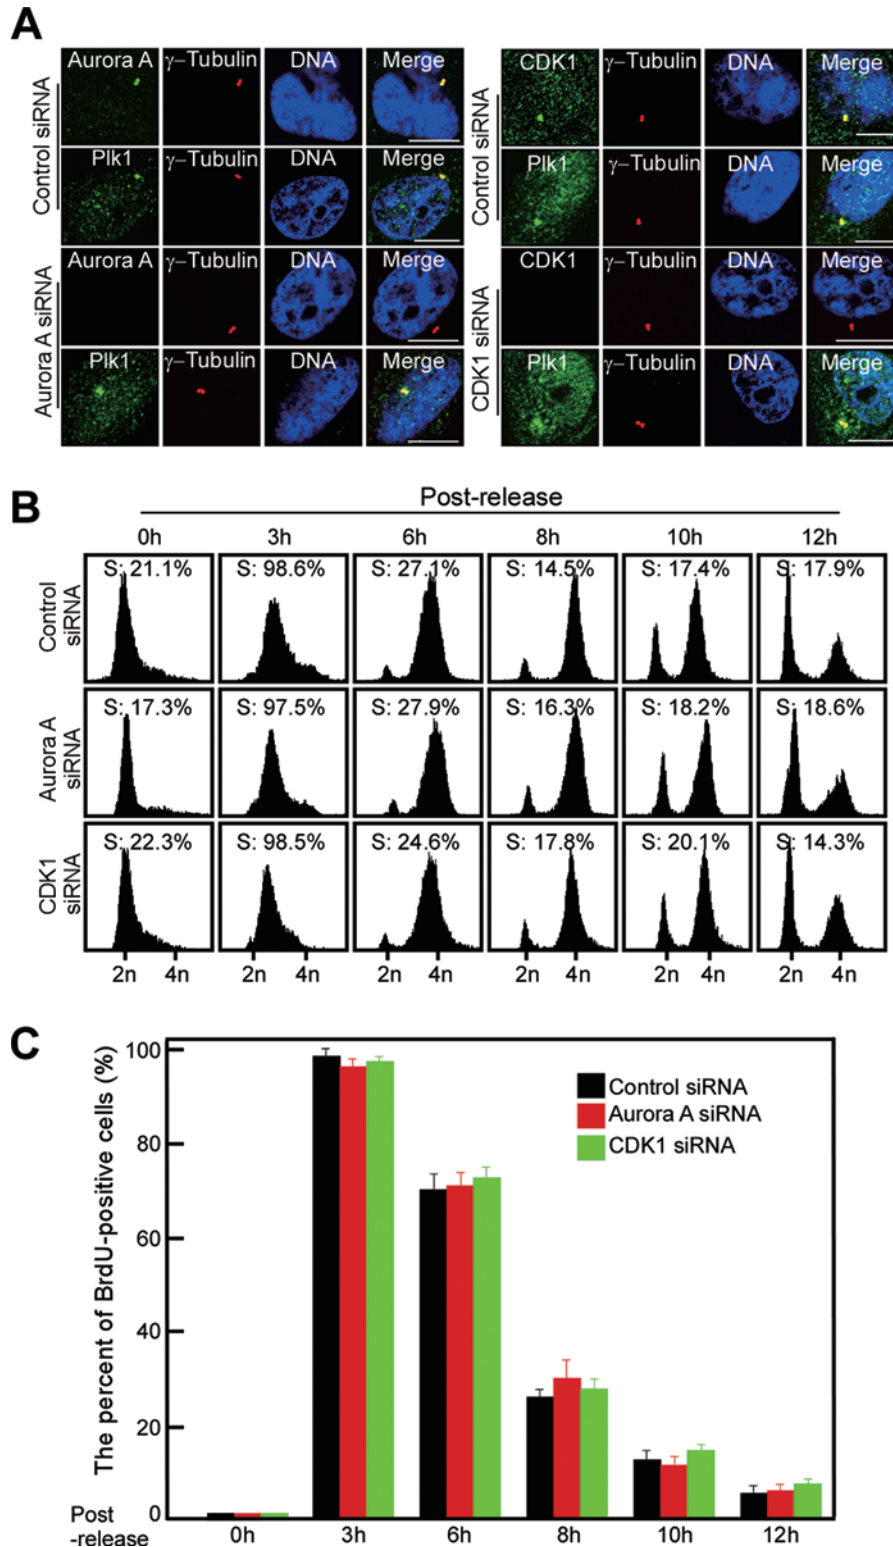 A
Aurora A γ–Tubulin DNA Merge
CDK1 γ–Tubulin DNA Merge
Control siRNA
Plk1 γ–Tubulin DNA Merge
Control siRNA
Plk1 γ–Tubulin DNA Merge
Aurora A γ–Tubulin DNA Merge
CDK1 γ–Tubulin DNA Merge
Aurora A siRNA
Plk1 γ–Tubulin DNA Merge
CDK1 siRNA
Plk1 γ–Tubulin DNA Merge
B
Post-release
0h 3h 6h 8h 10h 12h
Control
siRNA
S: 21.1% S: 98.6% S: 27.1% S: 14.5% S: 17.4% S: 17.9%
Aurora A
siRNA
S: 17.3% S: 97.5% S: 27.9% S: 16.3% S: 18.2% S: 18.6%
CDK1
siRNA
S: 22.3% S: 98.5% S: 24.6% S: 17.8% S: 20.1% S: 14.3%
2n 4n 2n 4n 2n 4n 2n 4n 2n 4n 2n 4n
C
The percent of BrdU-positive cells (%)
100
80
60
40
20
0
Control siRNA
Aurora A siRNA
CDK1 siRNA
Post
-release
0h 3h 6h 8h 10h 12h